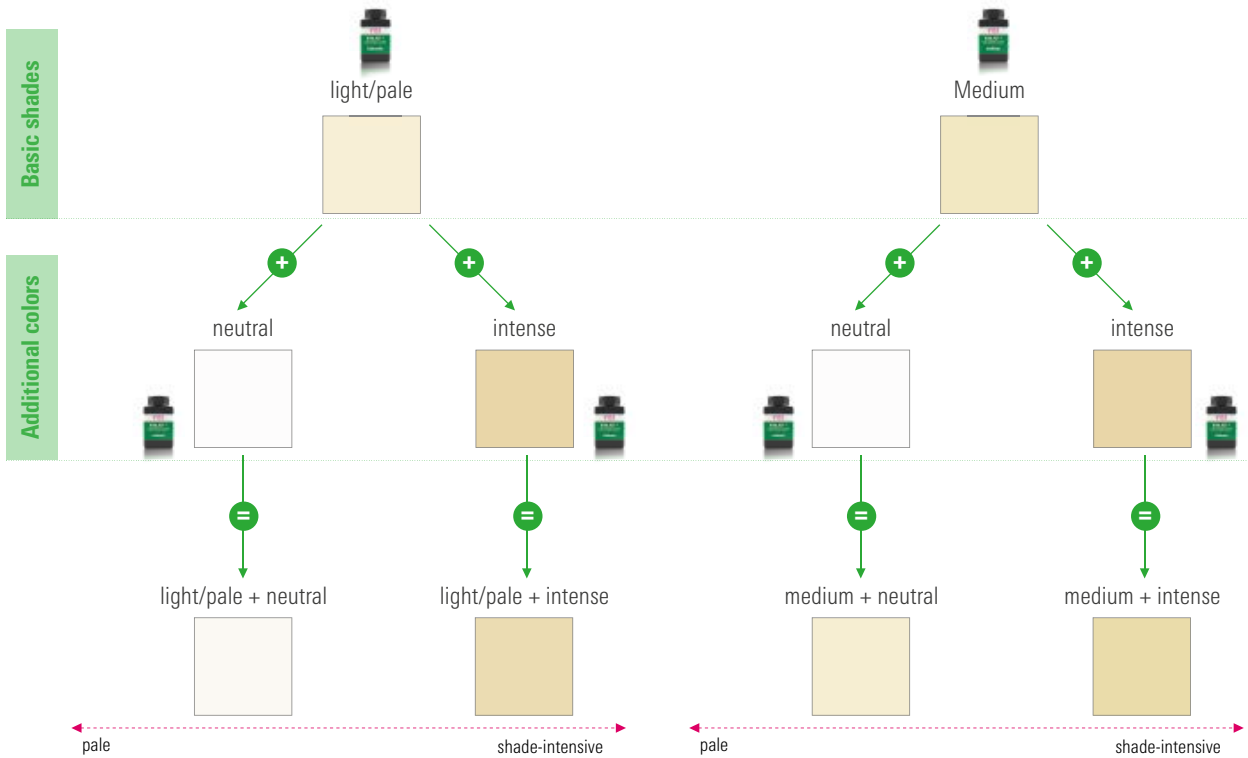 Basic shades
light/pale
Medium
Additional colors
+
+
+
+
neutral
intense
neutral
intense
=
=
=
=
light/pale + neutral
light/pale + intense
medium + neutral
medium + intense
pale
shade-intensive
pale
shade-intensive